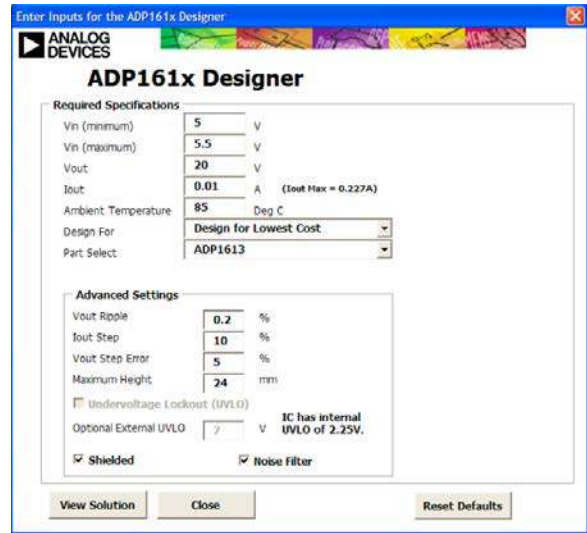 Enter Inputs for the ADP161x Designer
ANALOG
DEVICES
ADP161x Designer
Required Specifications
Vin (minimum) 5 V
Vin (maximum) 5.5 V
Vout 20 V
Iout 0.01 A (Iout Max = 0.227A)
Ambient Temperature 85 Deg C
Design For Design for Lowest Cost
Part Select ADP1613
Advanced Settings
Vout Ripple 0.2 %
Iout Step 10 %
Vout Step Error 5 %
Maximum Height 24 mm
Undervoltage Lockout (UVLO)
Optional External UVLO 7 V
IC has internal
UVLO of 2.25V.
Shielded Noise Filter
View Solution Close Reset Defaults